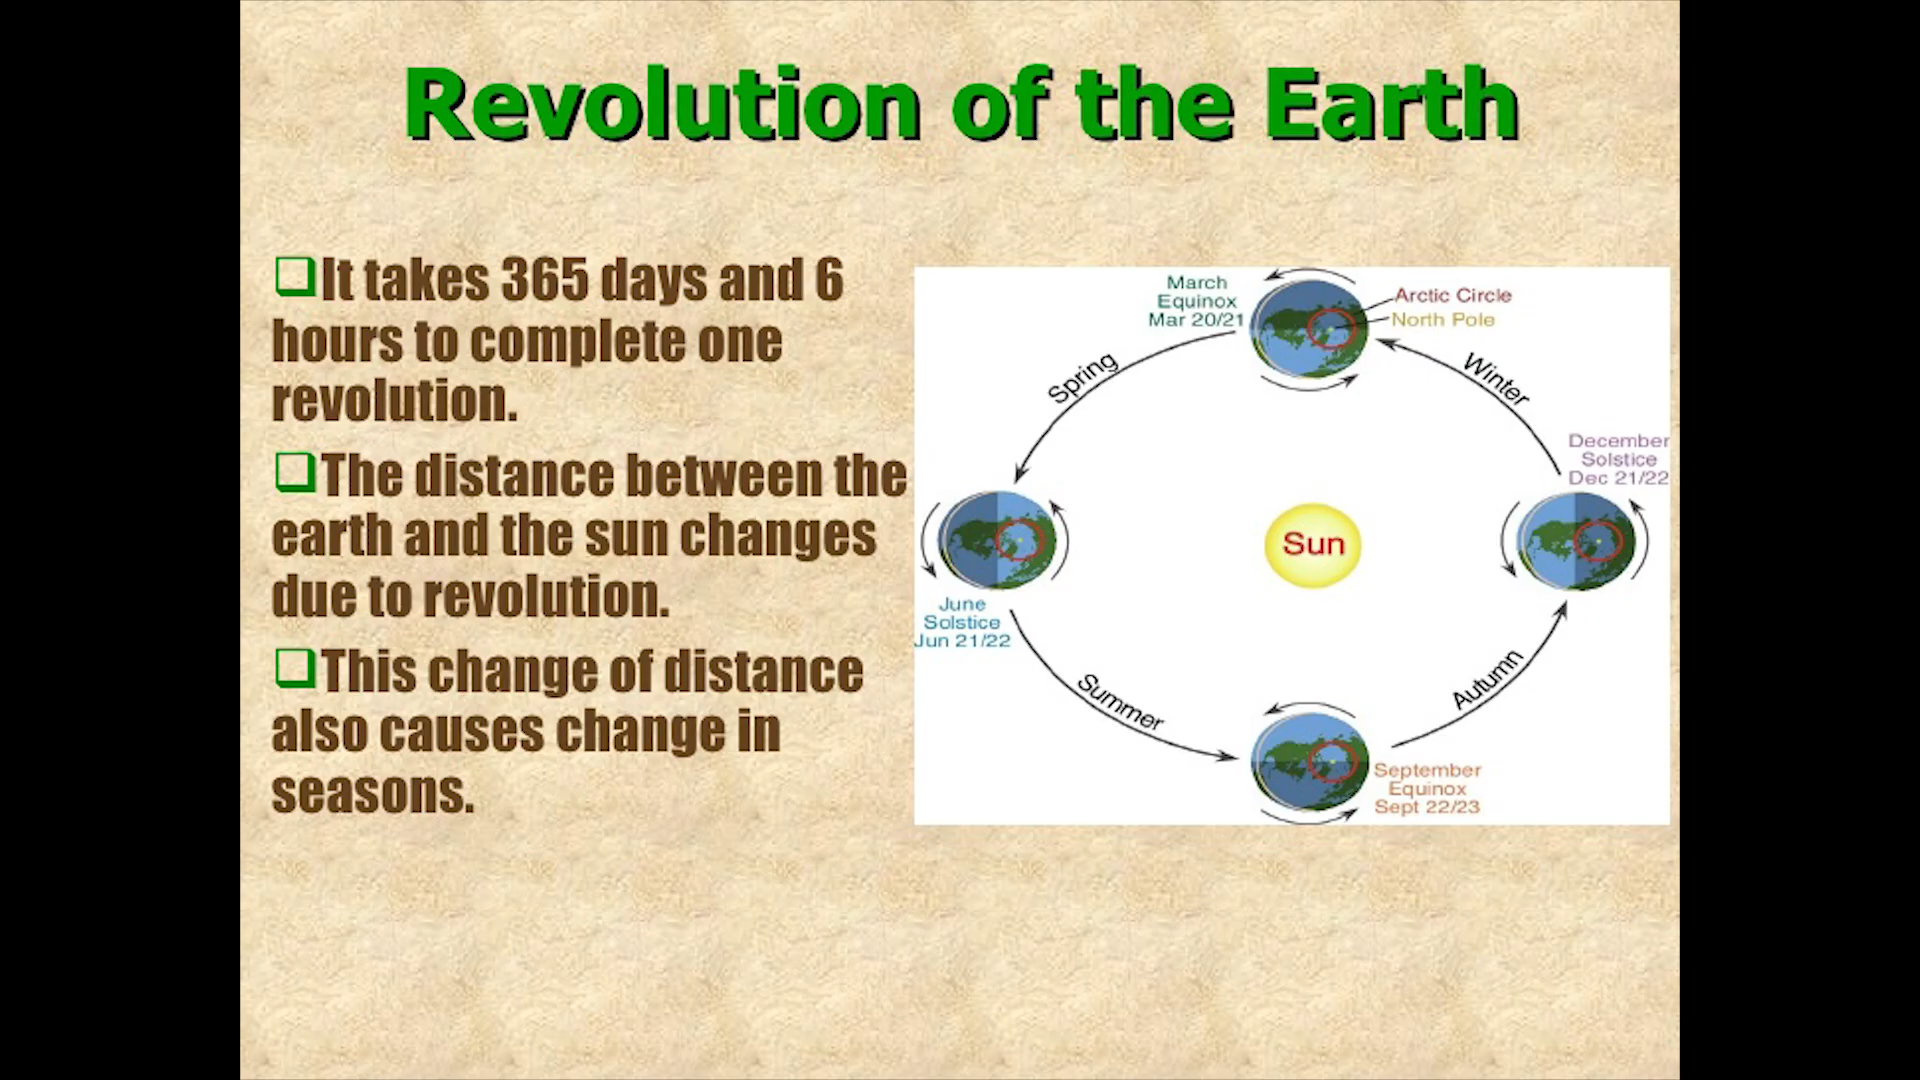 Revolution of the Earth
It takes 365 days and 6
hours to complete one
revolution.
The distance between the
earth and the sun changes
due to revolution.
This change of distance
also causes change in
seasons.
March
Equinox
Mar 20/21
Arctic Circle
North Pole
Spring
Winter
December
Solstice
Dec 21/22
Sun
June
Solstice
Jun 21/22
Summer
Autumn
September
Equinox
Sept 22/23